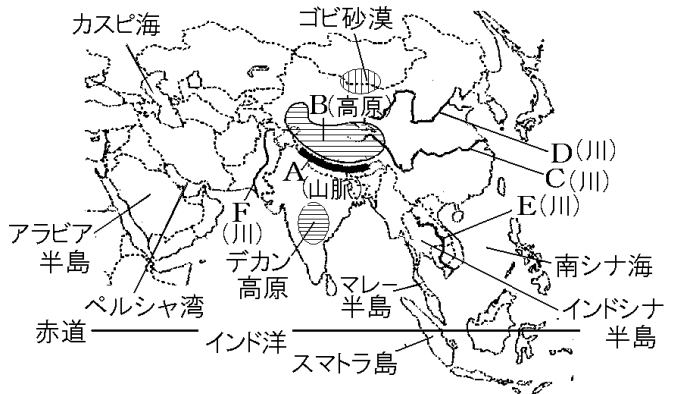 カスピ海
ゴビ砂漠
B(高原)
D(川)
C(川)
A
(山脈)
E(川)
F
(川)
アラビア
半島
デカン
高原
マレー
半島
南シナ海
ペルシャ湾
インドシナ
半島
赤道
インド洋
スマトラ島